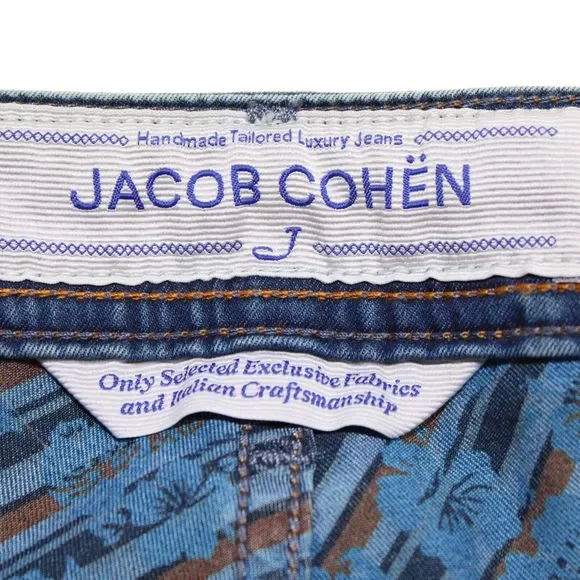 Handmade Tailored Luxury Jeans
JACOB COHËN
J
Only Selected Exclusive Fabrics
and Italian Craftsmanship